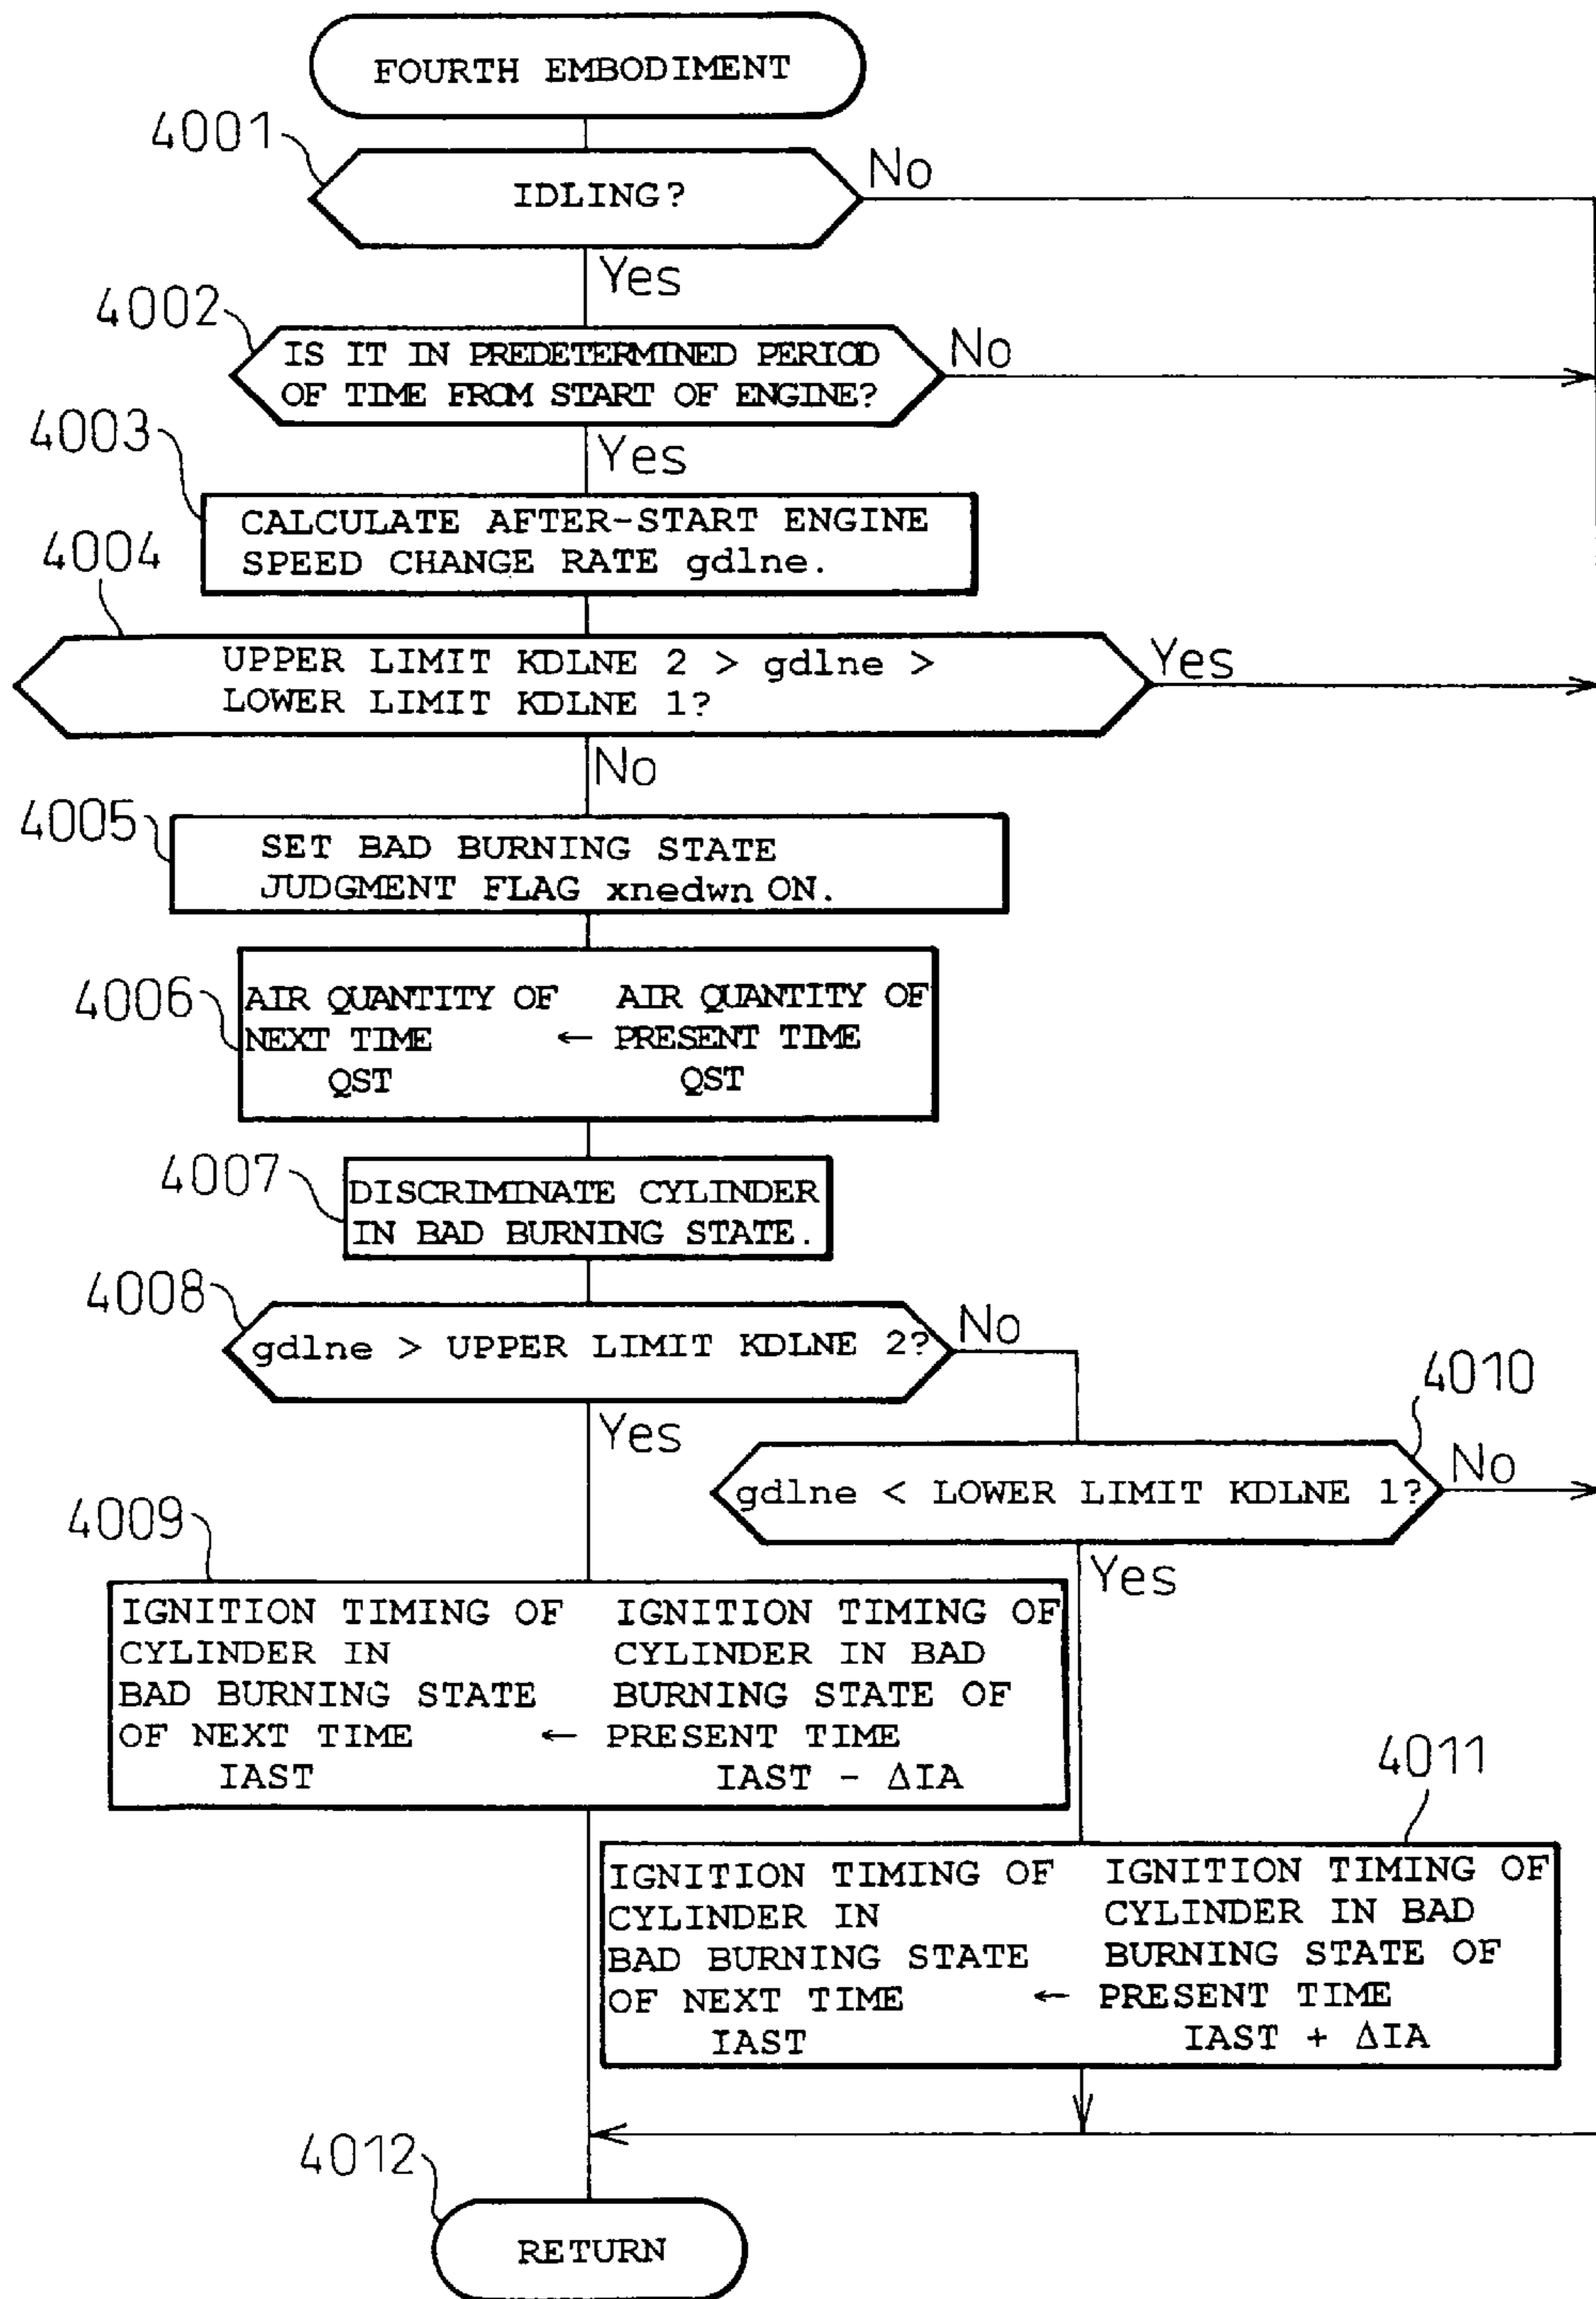 FOURTH EMBODIMENT
4001
IDLING?
No
Yes
4002
IS IT IN PREDETERMINED PERIOD
OF TIME FROM START OF ENGINE?
No
Yes
4003
CALCULATE AFTER-START ENGINE
SPEED CHANGE RATE gdlne.
4004
UPPER LIMIT KDLNE 2 > gdlne >
LOWER LIMIT KDLNE 1?
Yes
No
4005
SET BAD BURNING STATE
JUDGMENT FLAG xnedwn ON.
4006
AIR QUANTITY OF AIR QUANTITY OF
NEXT TIME ← PRESENT TIME
QST QST
4007
DISCRIMINATE CYLINDER
IN BAD BURNING STATE.
4008
gdlne > UPPER LIMIT KDLNE 2?
No
Yes
4010
gdlne < LOWER LIMIT KDLNE 1?
No
Yes
4009
IGNITION TIMING OF IGNITION TIMING OF
CYLINDER IN CYLINDER IN BAD
BAD BURNING STATE BURNING STATE OF
OF NEXT TIME ← PRESENT TIME
IAST IAST - ΔIA
4011
IGNITION TIMING OF IGNITION TIMING OF
CYLINDER IN CYLINDER IN BAD
BAD BURNING STATE BURNING STATE OF
OF NEXT TIME ← PRESENT TIME
IAST IAST + ΔIA
4012
RETURN